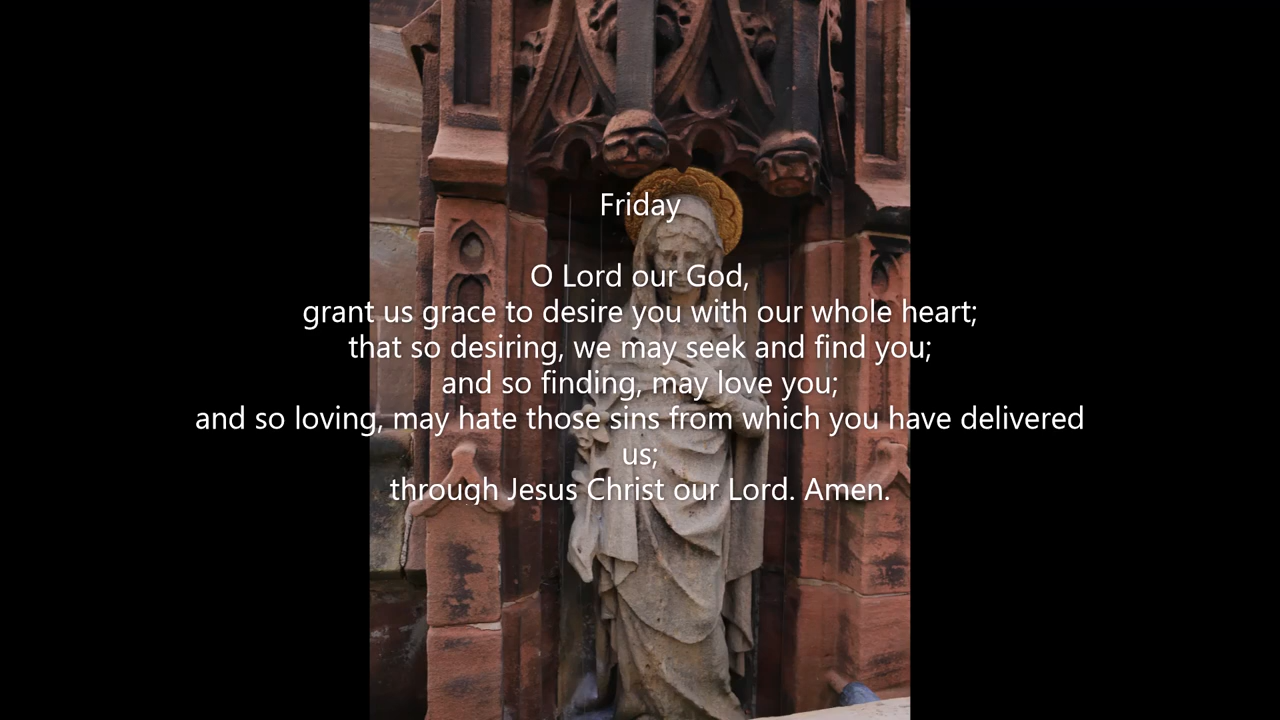 Friday
O Lord our God,
grant us grace to desire you with our whole heart;
that so desiring, we may seek and find you;
and so finding, may love you;
and so loving, may hate those sins from which you have delivered
us;
through Jesus Christ our Lord. Amen.